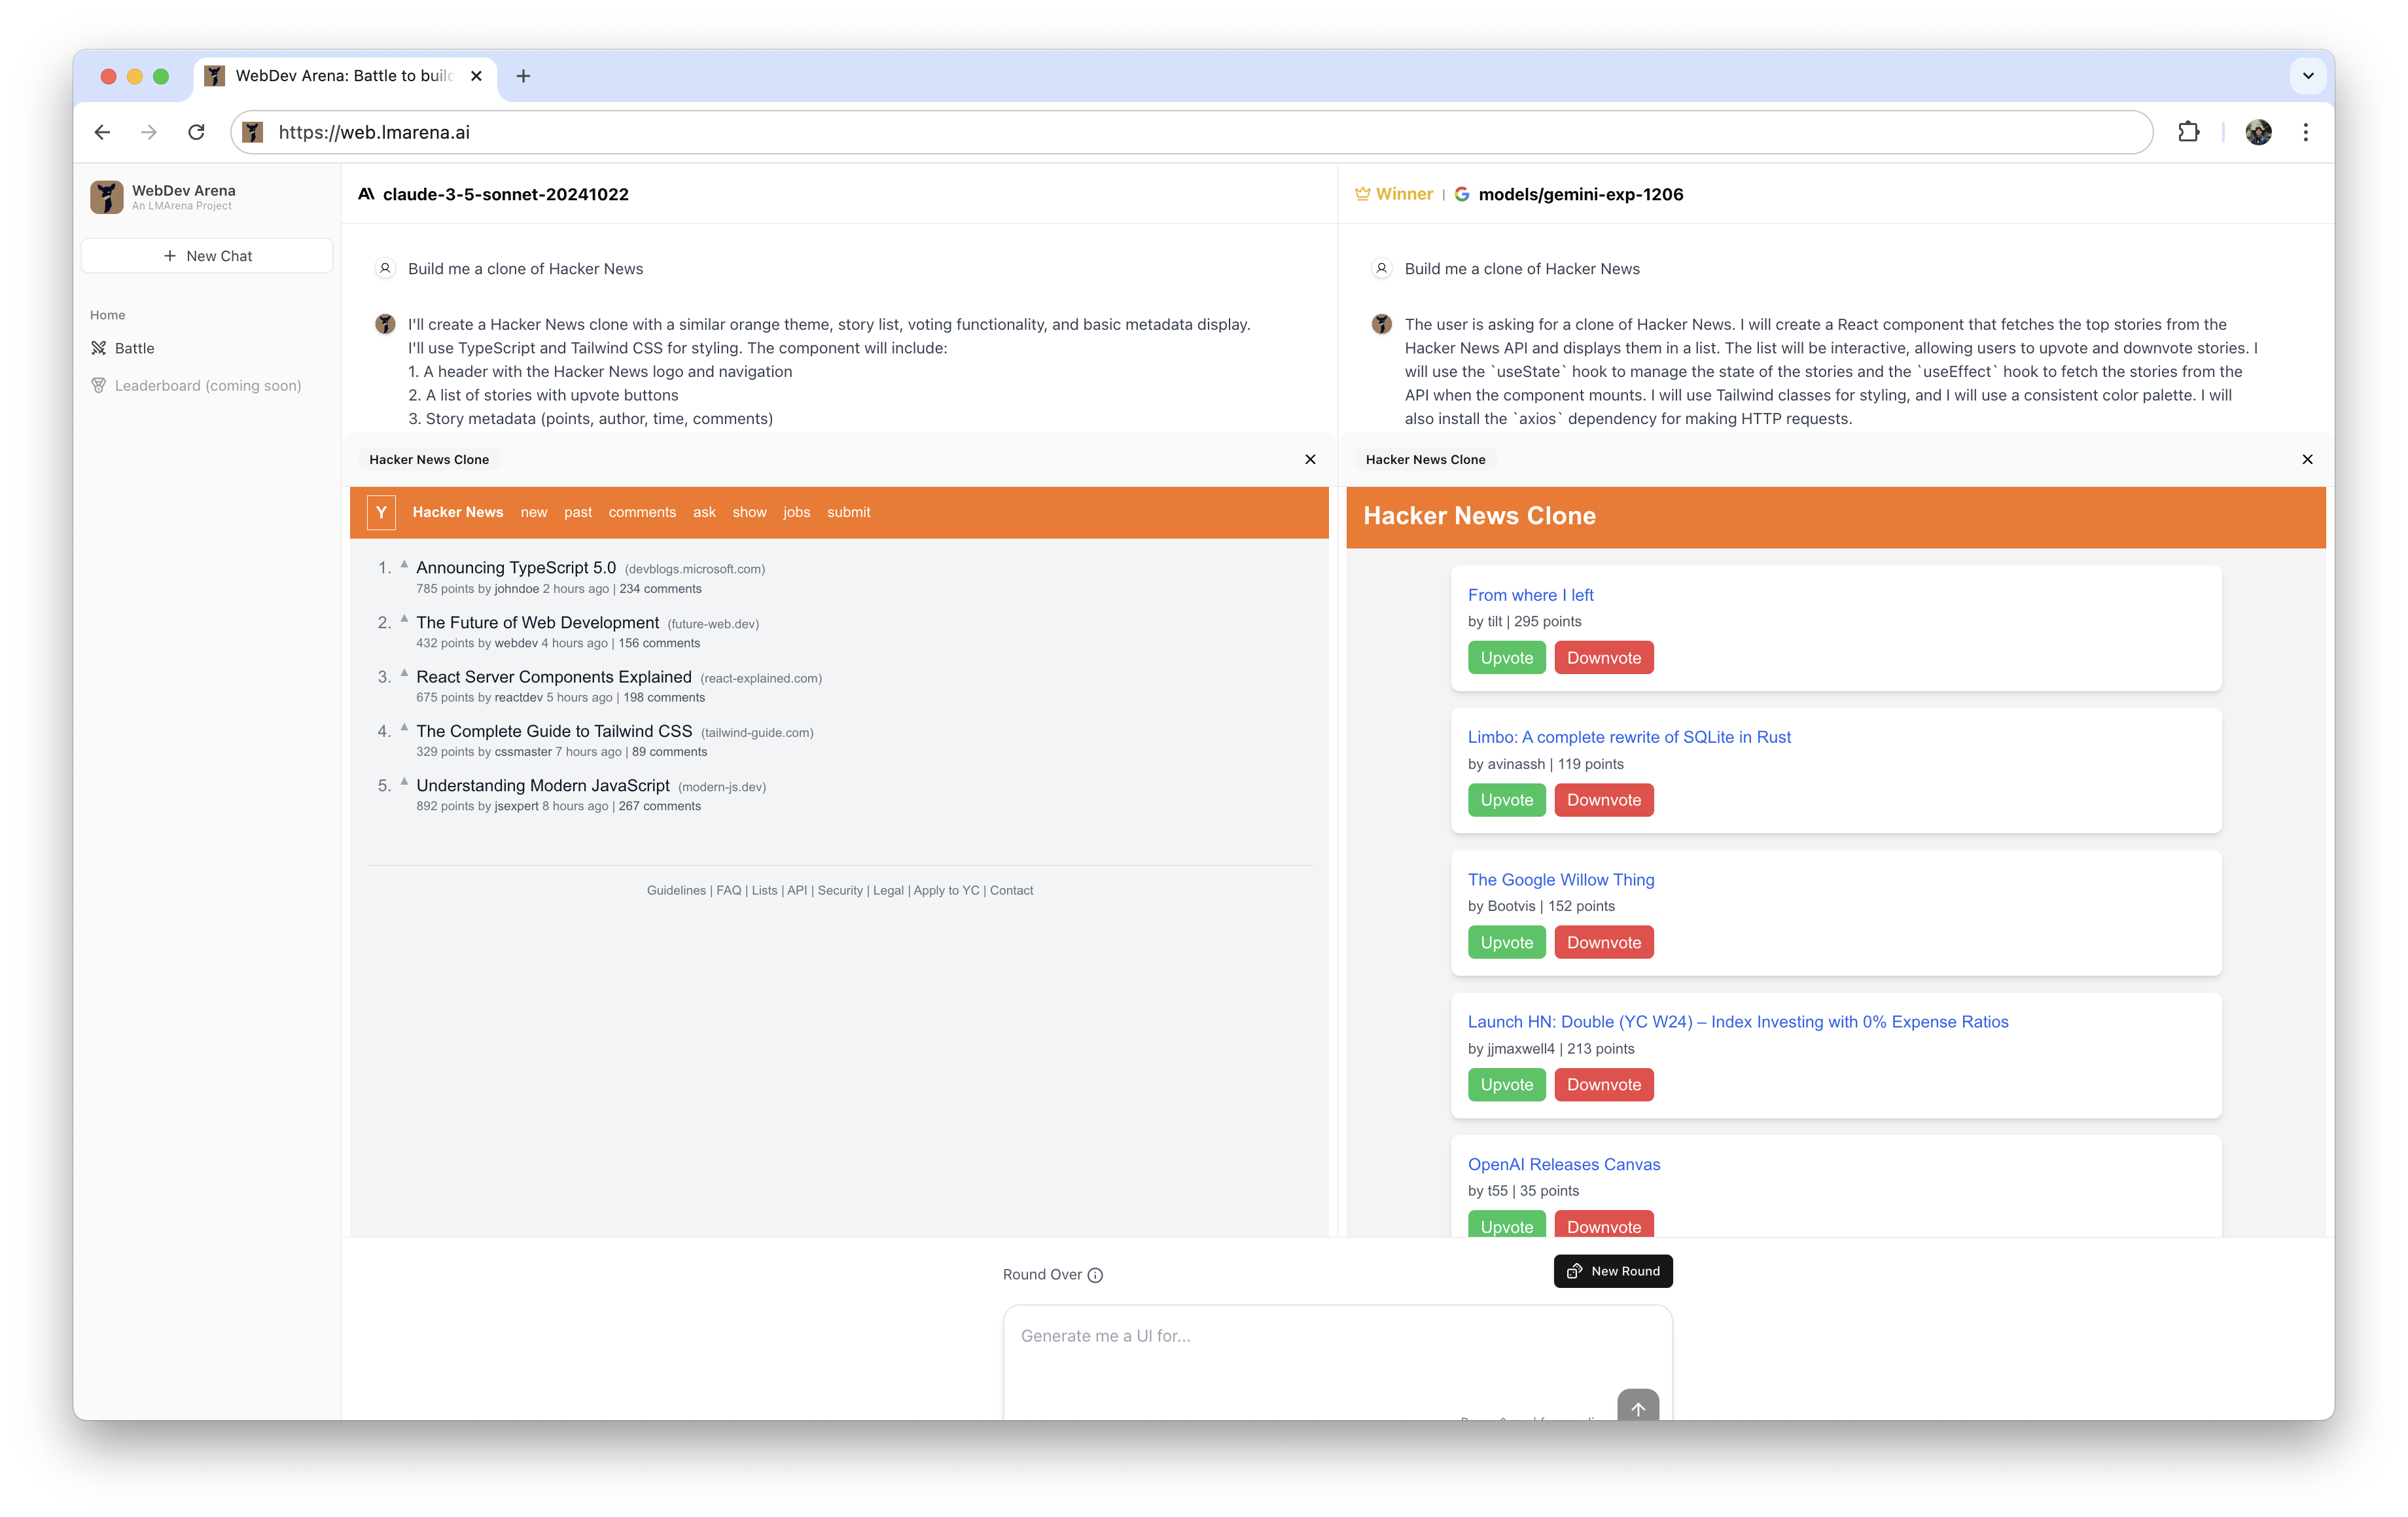 WebDev Arena: Battle to buil
https://web.lmarena.ai
WebDev Arena
An LMArena Project
New Chat
Home
Battle
Leaderboard (coming soon)
claude-3-5-sonnet-20241022
Build me a clone of Hacker News
I'll create a Hacker News clone with a similar orange theme, story list, voting functionality, and basic metadata display.
I'll use TypeScript and Tailwind CSS for styling. The component will include:
1. A header with the Hacker News logo and navigation
2. A list of stories with upvote buttons
3. Story metadata (points, author, time, comments)
Hacker News Clone
Y Hacker News new past comments ask show jobs submit
1. ▲ Announcing TypeScript 5.0 (devblogs.microsoft.com)
785 points by johndoe 2 hours ago | 234 comments
2. ▲ The Future of Web Development (future-web.dev)
432 points by webdev 4 hours ago | 156 comments
3. ▲ React Server Components Explained (react-explained.com)
675 points by reactdev 5 hours ago | 198 comments
4. ▲ The Complete Guide to Tailwind CSS (tailwind-guide.com)
329 points by cssmaster 7 hours ago | 89 comments
5. ▲ Understanding Modern JavaScript (modern-js.dev)
892 points by jsexpert 8 hours ago | 267 comments
Guidelines | FAQ | Lists | API | Security | Legal | Apply to YC | Contact
Winner | models/gemini-exp-1206
Build me a clone of Hacker News
The user is asking for a clone of Hacker News. I will create a React component that fetches the top stories from the
Hacker News API and displays them in a list. The list will be interactive, allowing users to upvote and downvote stories. I
will use the `useState` hook to manage the state of the stories and the `useEffect` hook to fetch the stories from the
API when the component mounts. I will use Tailwind classes for styling, and I will use a consistent color palette. I will
also install the `axios` dependency for making HTTP requests.
Hacker News Clone
Hacker News Clone
From where I left
by tilt | 295 points
Upvote Downvote
Limbo: A complete rewrite of SQLite in Rust
by avinassh | 119 points
Upvote Downvote
The Google Willow Thing
by Bootvis | 152 points
Upvote Downvote
Launch HN: Double (YC W24) – Index Investing with 0% Expense Ratios
by jjmaxwell4 | 213 points
Upvote Downvote
OpenAI Releases Canvas
by t55 | 35 points
Upvote Downvote
Round Over
New Round
Generate me a UI for...